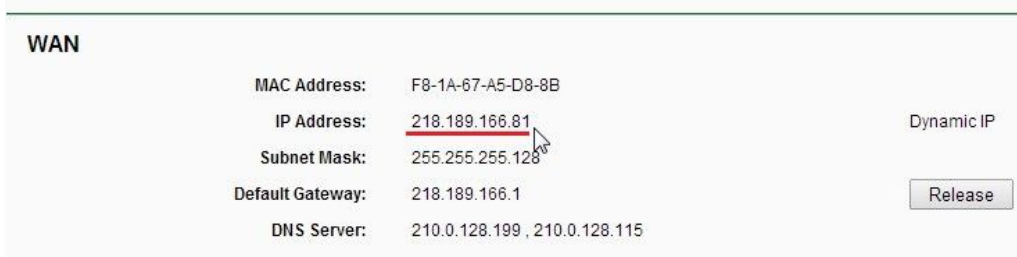 WAN
MAC Address: F8-1A-67-A5-D8-8B
IP Address: 218.189.166.81 Dynamic IP
Subnet Mask: 255.255.255.128
Default Gateway: 218.189.166.1 Release
DNS Server: 210.0.128.199 , 210.0.128.115